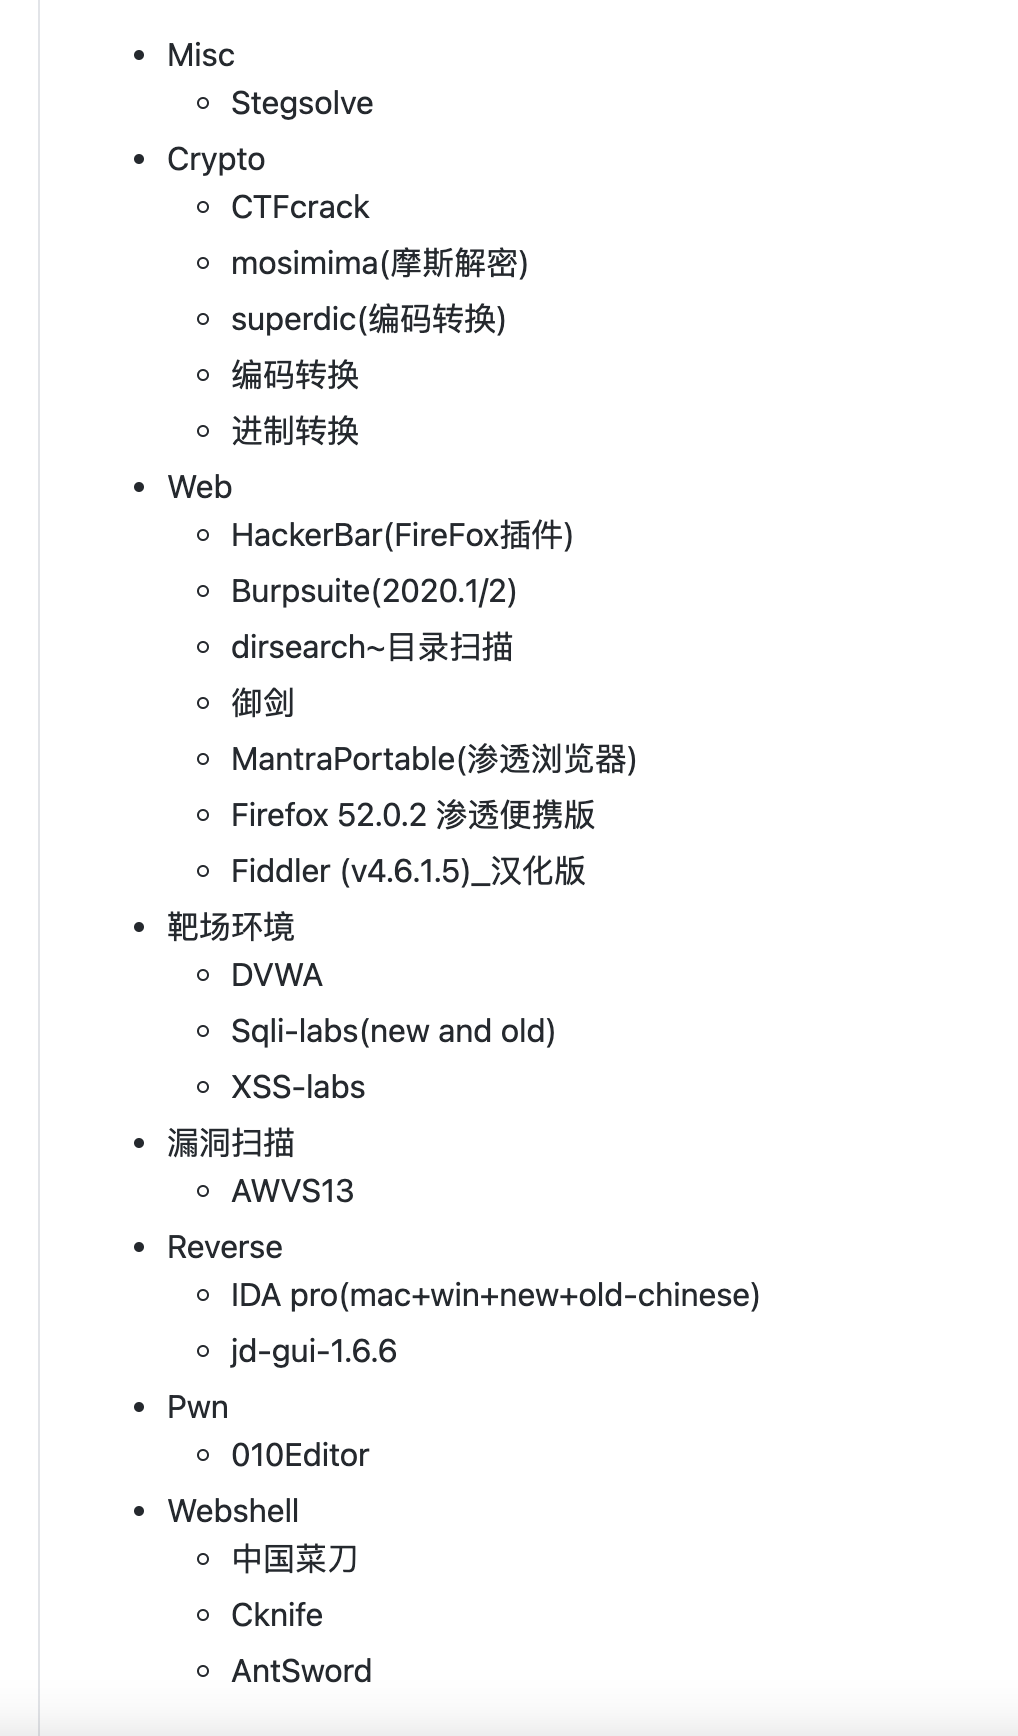 Misc
Stegsolve
Crypto
CTFcrack
mosimima(摩斯解密)
superdic(编码转换)
编码转换
进制转换
Web
HackerBar(FireFox插件)
Burpsuite(2020.1/2)
dirsearch~目录扫描
御剑
MantraPortable(渗透浏览器)
Firefox 52.0.2 渗透便携版
Fiddler (v4.6.1.5)_汉化版
靶场环境
DVWA
Sqli-labs(new and old)
XSS-labs
漏洞扫描
AWVS13
Reverse
IDA pro(mac+win+new+old-chinese)
jd-gui-1.6.6
Pwn
010Editor
Webshell
中国菜刀
Cknife
AntSword